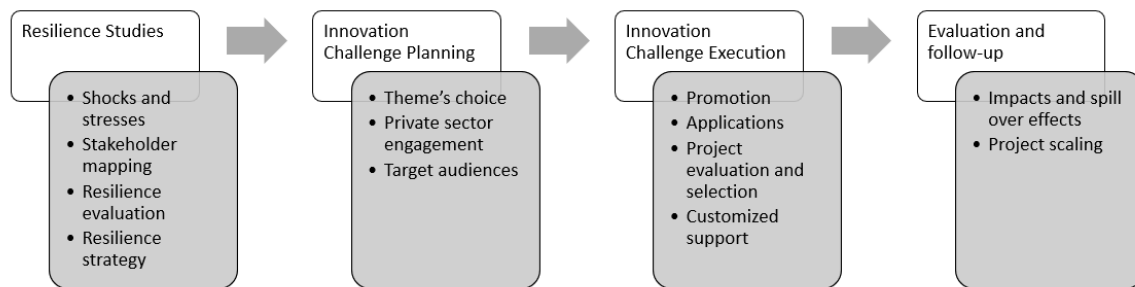 Resilience Studies
• Shocks and
stresses
• Stakeholder
mapping
• Resilience
evaluation
• Resilience
strategy
Innovation
Challenge Planning
• Theme's choice
• Private sector
engagement
• Target audiences
Innovation
Challenge Execution
• Promotion
• Applications
• Project
evaluation and
selection
• Customized
support
Evaluation and
follow-up
• Impacts and spill
over effects
• Project scaling